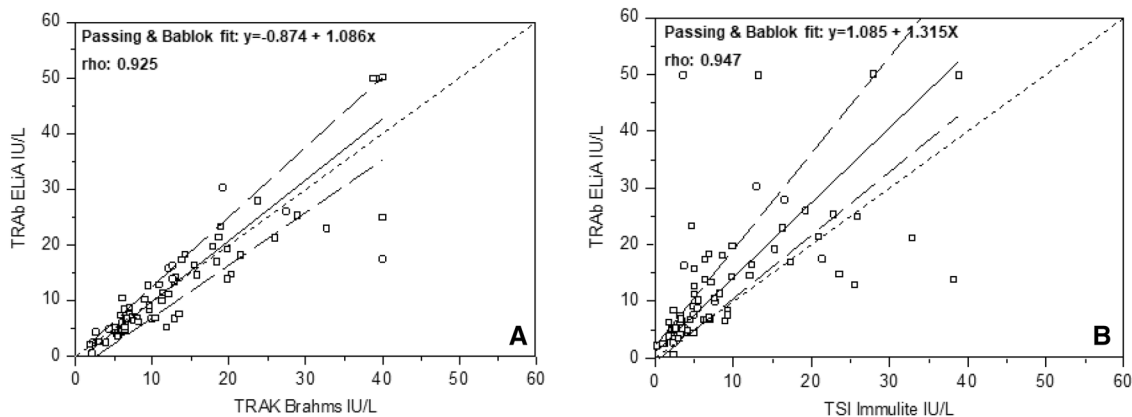 60
Passing & Bablok fit: y=-0.874 + 1.086x
rho: 0.925
50
40
30
20
10
0
TRAb ELiA IU/L
A
0 10 20 30 40 50 60
TRAK Brahms IU/L
60
Passing & Bablok fit: y=1.085 + 1.315X
rho: 0.947
50
40
30
20
10
0
TRAb ELiA IU/L
B
0 10 20 30 40 50 60
TSI Immulite IU/L